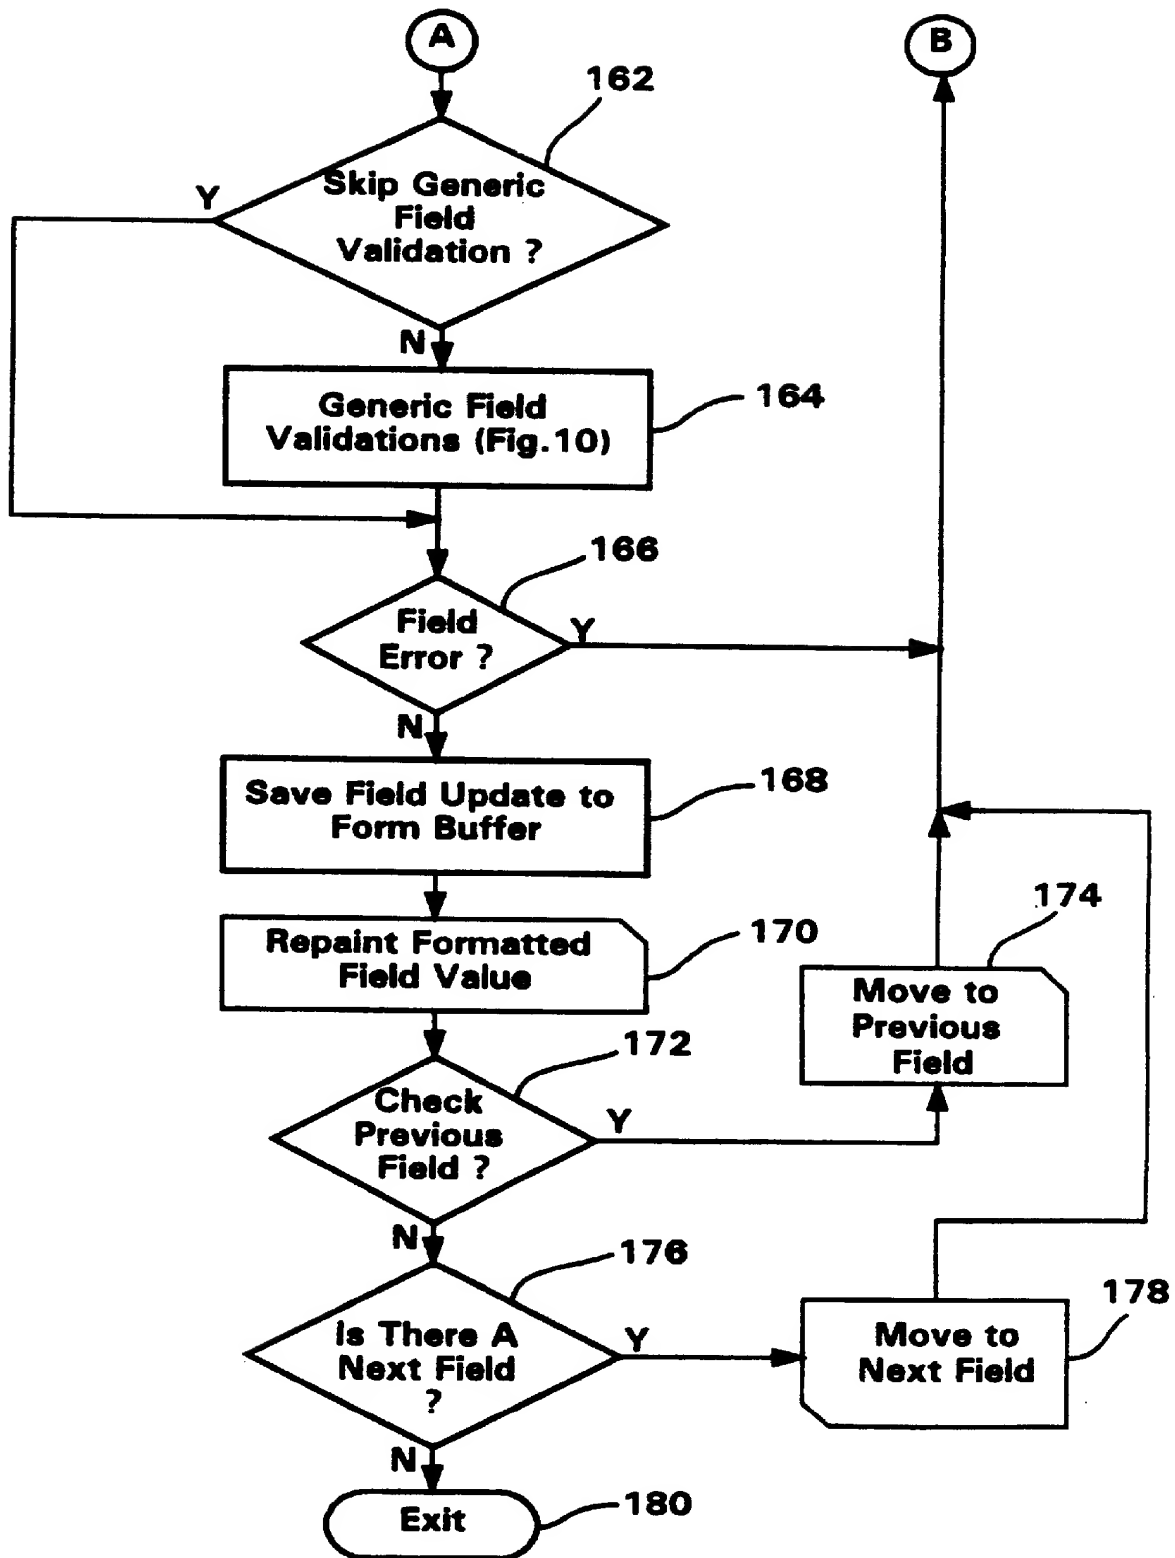 A
B
162
Y
Skip Generic
Field
Validation ?
N
Generic Field
Validations (Fig.10)
164
166
Field
Error ?
Y
N
Save Field Update to
Form Buffer
168
Repaint Formatted
Field Value
170
174
Move to
Previous
Field
172
Check
Previous
Field ?
Y
N
176
Is There A
Next Field
?
Y
178
Move to
Next Field
N
Exit
180